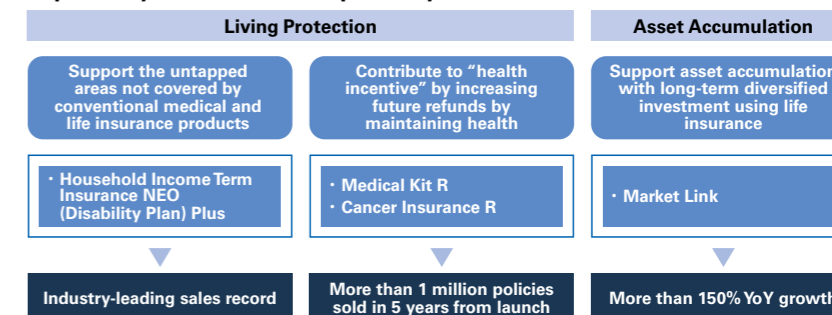 Living Protection
Asset Accumulation
Support the untapped
areas not covered by
conventional medical and
life insurance products
Contribute to “health
incentive” by increasing
future refunds by
maintaining health
Support asset accumulation
with long-term diversified
investment using life
insurance
・Household Income Term
Insurance NEO
(Disability Plan) Plus
・Medical Kit R
・Cancer Insurance R
・Market Link
Industry-leading sales record
More than 1 million policies
sold in 5 years from launch
More than 150% YoY growth